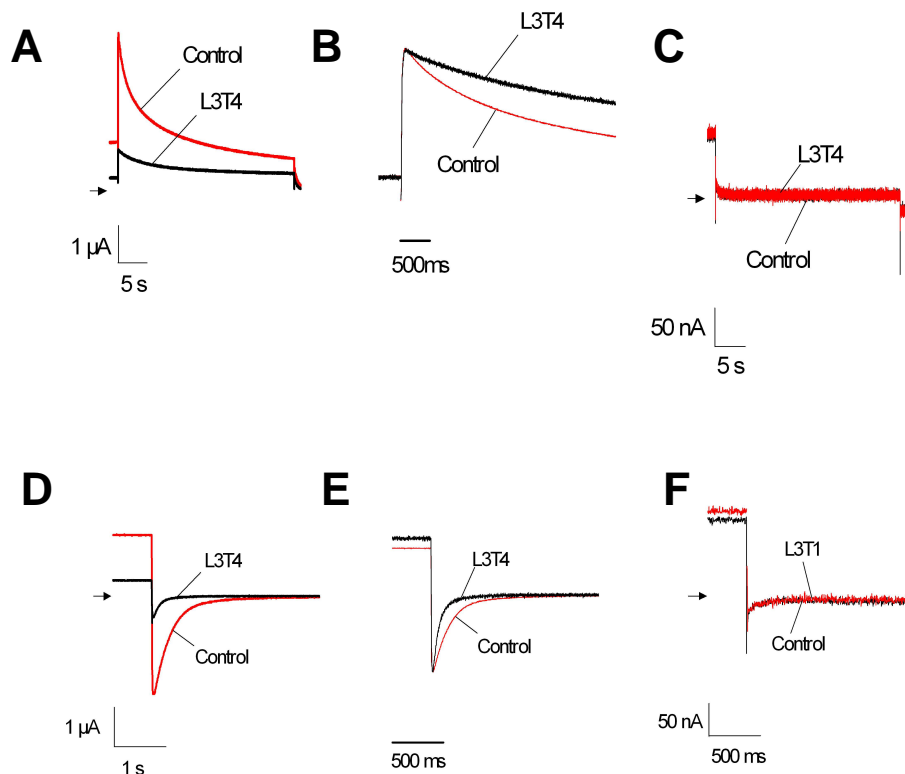 A
Control
L3T4
1 µA
5 s
B
L3T4
Control
500ms
C
L3T4
Control
50 nA
5 s
D
L3T4
Control
1 µA
1 s
E
L3T4
Control
500 ms
F
L3T1
Control
50 nA
500 ms